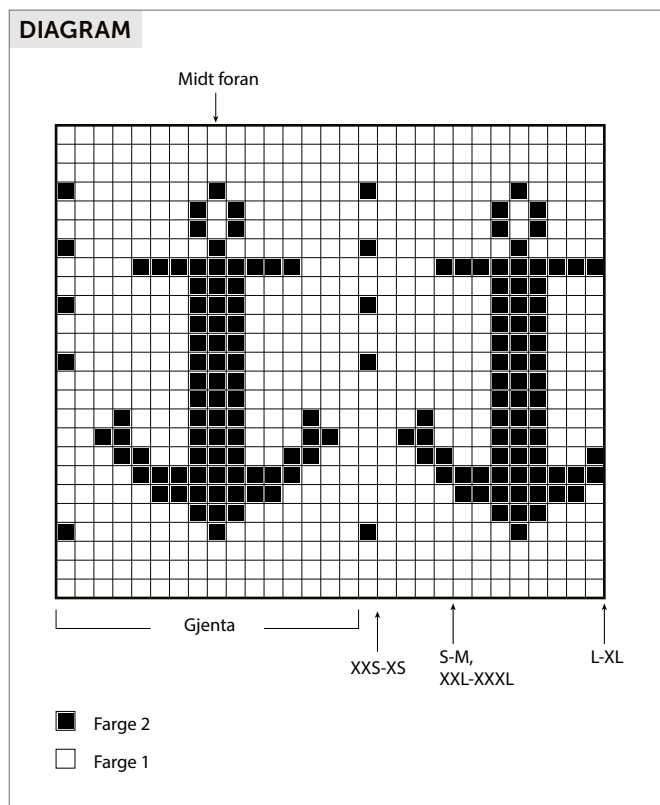 DIAGRAM
Midt foran
Gjenta
XXS-XS
S-M,
XXL-XXXL
L-XL
Farge 2
Farge 1